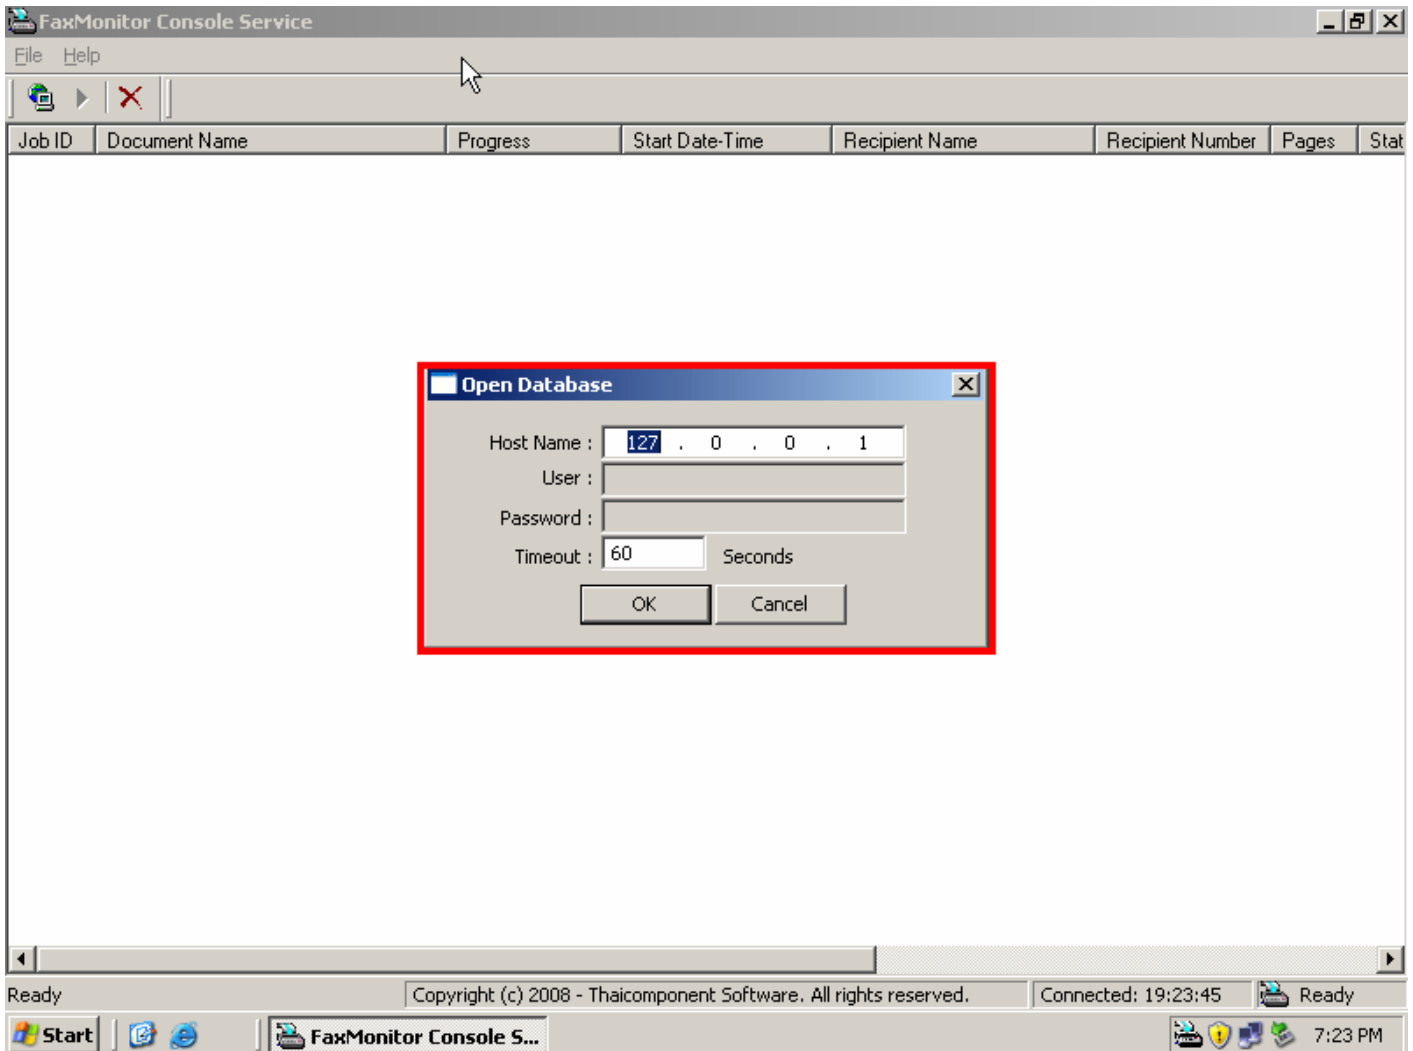 FaxMonitor Console Service
File Help
Job ID Document Name Progress Start Date-Time Recipient Name Recipient Number Pages Stat
Open Database
Host Name : 127 . 0 . 0 . 1
User :
Password :
Timeout : 60 Seconds
OK Cancel
Ready Copyright (c) 2008 - Thaicomponent Software. All rights reserved. Connected: 19:23:45 Ready
Start FaxMonitor Console S... 7:23 PM